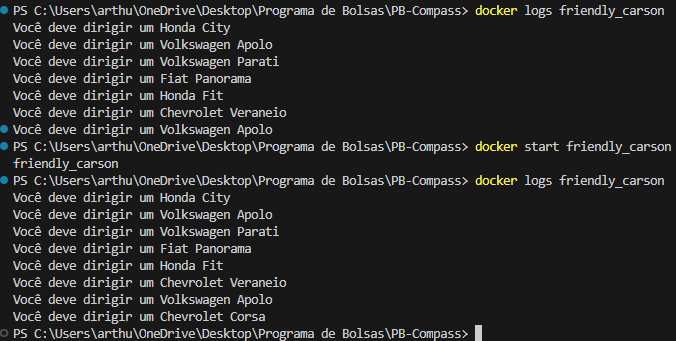 PS C:\Users\arthu\OneDrive\Desktop\Programa de Bolsas\PB-Compass> docker logs friendly_carson
Você deve dirigir um Honda City
Você deve dirigir um Volkswagen Apolo
Você deve dirigir um Volkswagen Parati
Você deve dirigir um Fiat Panorama
Você deve dirigir um Honda Fit
Você deve dirigir um Chevrolet Veraneio
Você deve dirigir um Volkswagen Apolo
PS C:\Users\arthu\OneDrive\Desktop\Programa de Bolsas\PB-Compass> docker start friendly_carson
friendly_carson
PS C:\Users\arthu\OneDrive\Desktop\Programa de Bolsas\PB-Compass> docker logs friendly_carson
Você deve dirigir um Honda City
Você deve dirigir um Volkswagen Apolo
Você deve dirigir um Volkswagen Parati
Você deve dirigir um Fiat Panorama
Você deve dirigir um Honda Fit
Você deve dirigir um Chevrolet Veraneio
Você deve dirigir um Volkswagen Apolo
Você deve dirigir um Chevrolet Corsa
PS C:\Users\arthu\OneDrive\Desktop\Programa de Bolsas\PB-Compass>